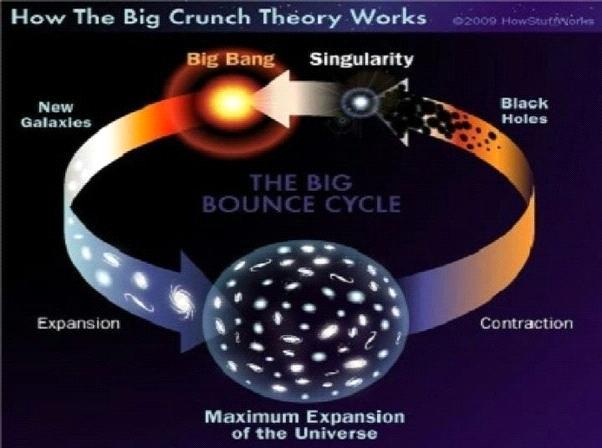 How The Big Crunch Theory Works
©2009 HowStuffWorks
Big Bang
Singularity
New
Galaxies
Black
Holes
THE BIG
BOUNCE CYCLE
Expansion
Contraction
Maximum Expansion
of the Universe